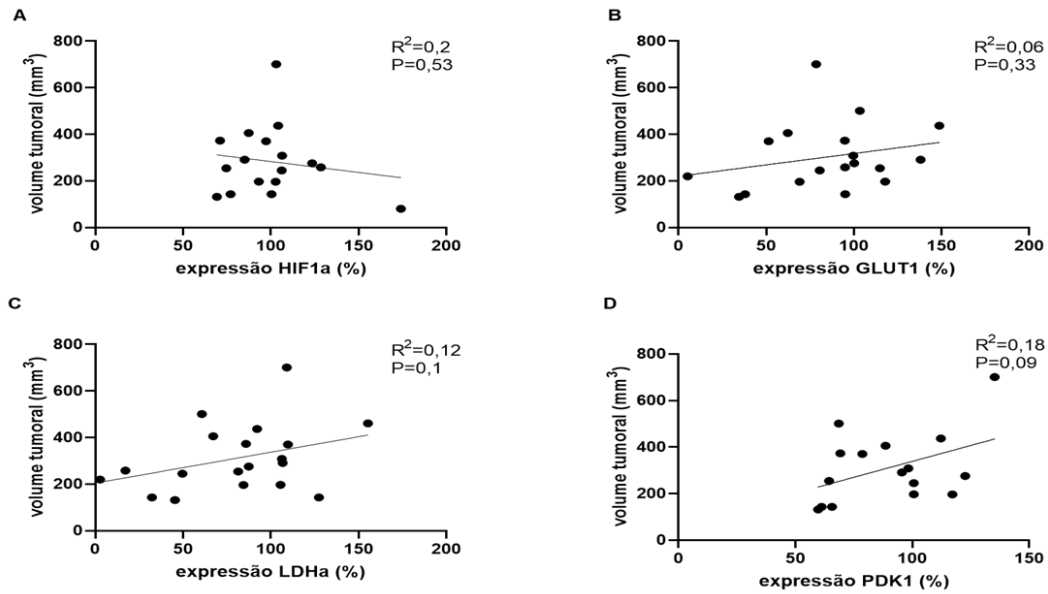 A
R²=0,2
P=0,53
volume tumoral (mm³)
800
600
400
200
0
0 50 100 150 200
expressão HIF1a (%)
B
R²=0,06
P=0,33
volume tumoral (mm³)
800
600
400
200
0
0 50 100 150 200
expressão GLUT1 (%)
C
R²=0,12
P=0,1
volume tumoral (mm³)
800
600
400
200
0
0 50 100 150 200
expressão LDHa (%)
D
R²=0,18
P=0,09
volume tumoral (mm³)
800
600
400
200
0
0 50 100 150
expressão PDK1 (%)